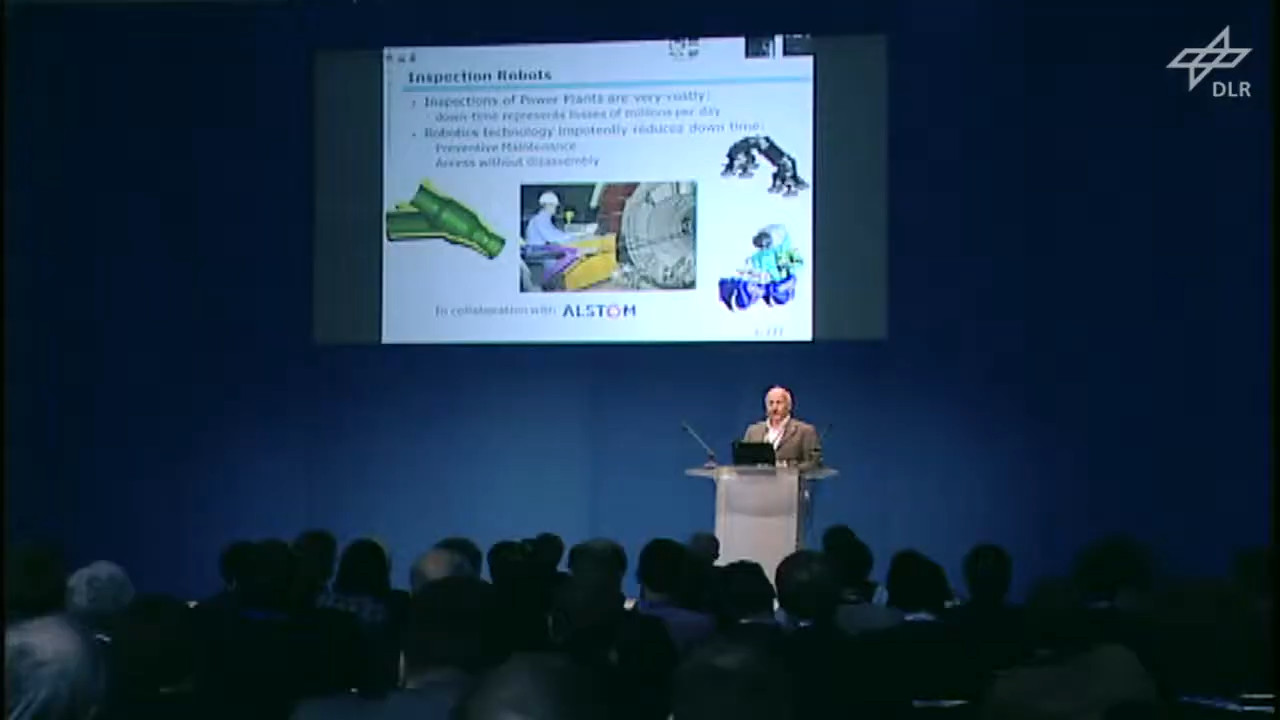 Inspection Robots
Inspections of Power Plants are very costly:
down-time represents losses of millions per day
Robotics technology impotently reduces down time:
Preventive Maintenance
Access without disassembly
In collaboration with ALSTOM
DLR